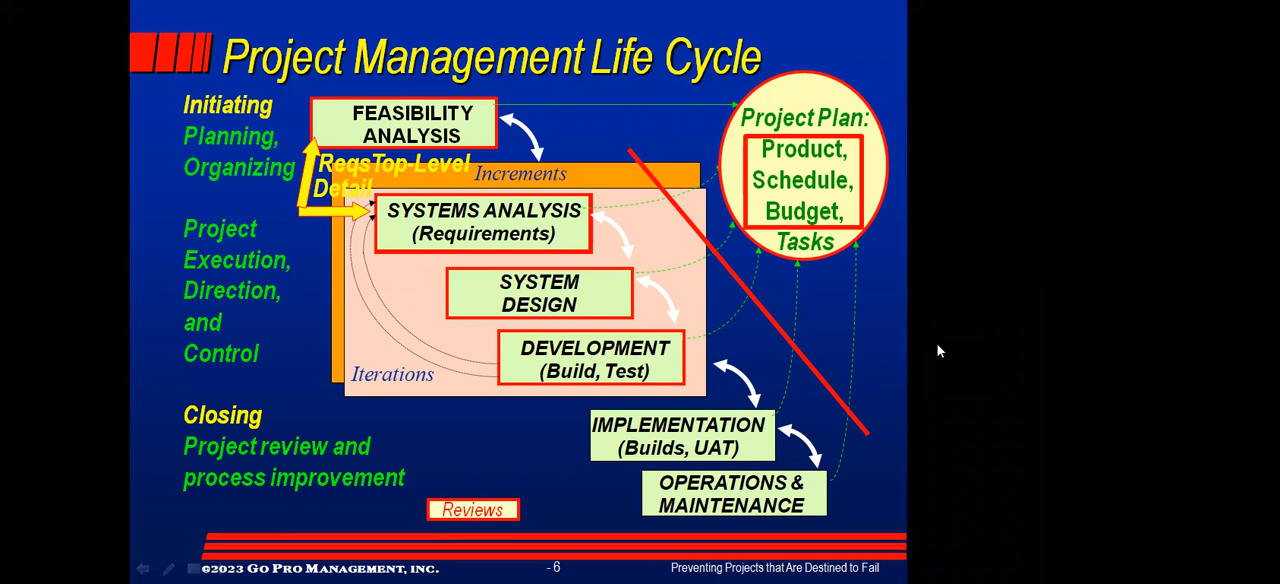 Project Management Life Cycle
Initiating
Planning,
Organizing
Project
Execution,
Direction,
and
Control
Closing
Project review and
process improvement
FEASIBILITY
ANALYSIS
ReqsTop-Level
Detail
Increments
SYSTEMS ANALYSIS
(Requirements)
SYSTEM
DESIGN
DEVELOPMENT
(Build, Test)
Iterations
IMPLEMENTATION
(Builds, UAT)
OPERATIONS &
MAINTENANCE
Project Plan:
Product,
Schedule,
Budget,
Tasks
Reviews
©2023 GO PRO MANAGEMENT, INC.
- 6
Preventing Projects that Are Destined to Fail